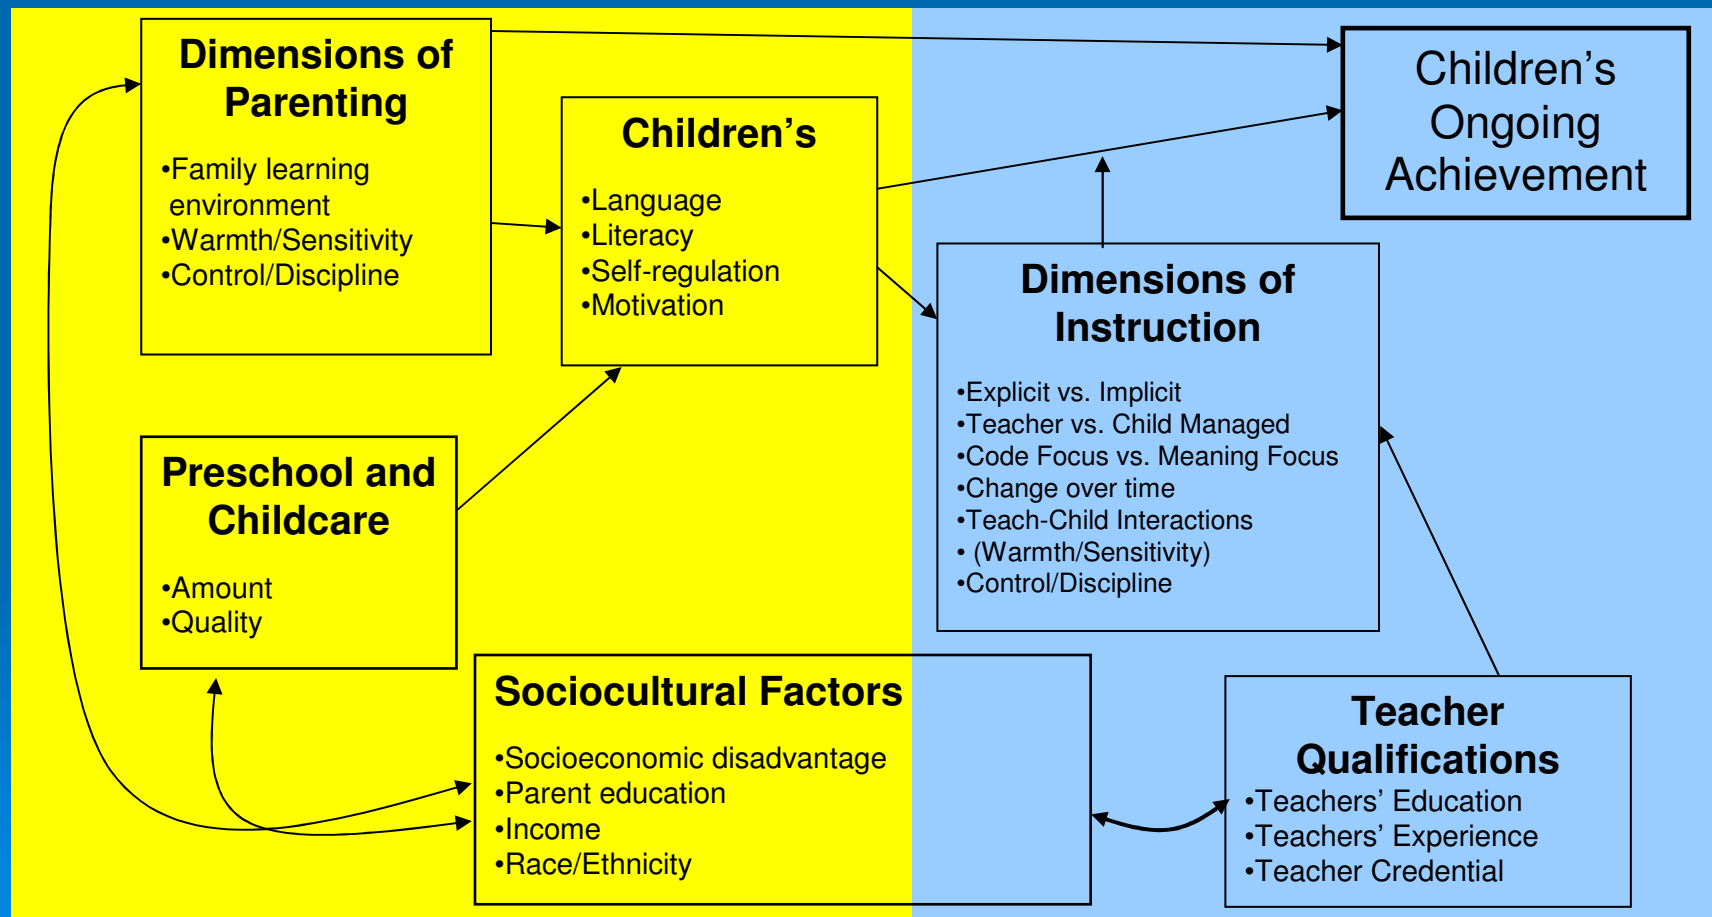 Dimensions of
Parenting
•Family learning
environment
•Warmth/Sensitivity
•Control/Discipline
Children’s
•Language
•Literacy
•Self-regulation
•Motivation
Children’s
Ongoing
Achievement
Dimensions of
Instruction
•Explicit vs. Implicit
•Teacher vs. Child Managed
•Code Focus vs. Meaning Focus
•Change over time
•Teach-Child Interactions
• (Warmth/Sensitivity)
•Control/Discipline
Preschool and
Childcare
•Amount
•Quality
Sociocultural Factors
•Socioeconomic disadvantage
•Parent education
•Income
•Race/Ethnicity
Teacher
Qualifications
•Teachers’ Education
•Teachers’ Experience
•Teacher Credential